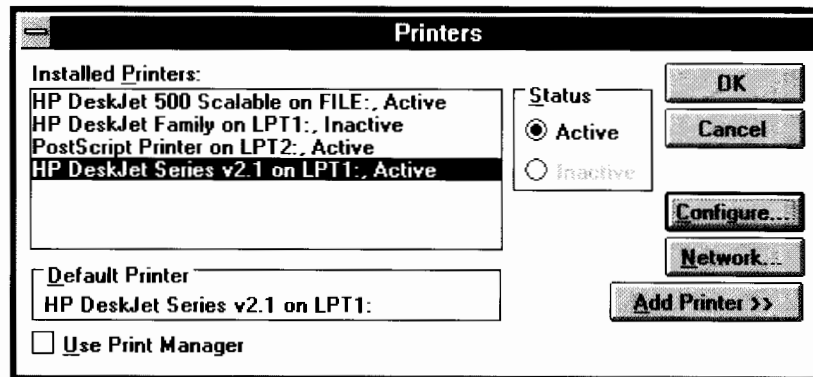 Printers
Installed Printers:
HP DeskJet 500 Scalable on FILE:, Active
HP DeskJet Family on LPT1:, Inactive
PostScript Printer on LPT2:, Active
HP DeskJet Series v2.1 on LPT1:, Active
Status
Active
Inactive
OK
Cancel
Configure...
Network...
Add Printer >>
Default Printer
HP DeskJet Series v2.1 on LPT1:
Use Print Manager